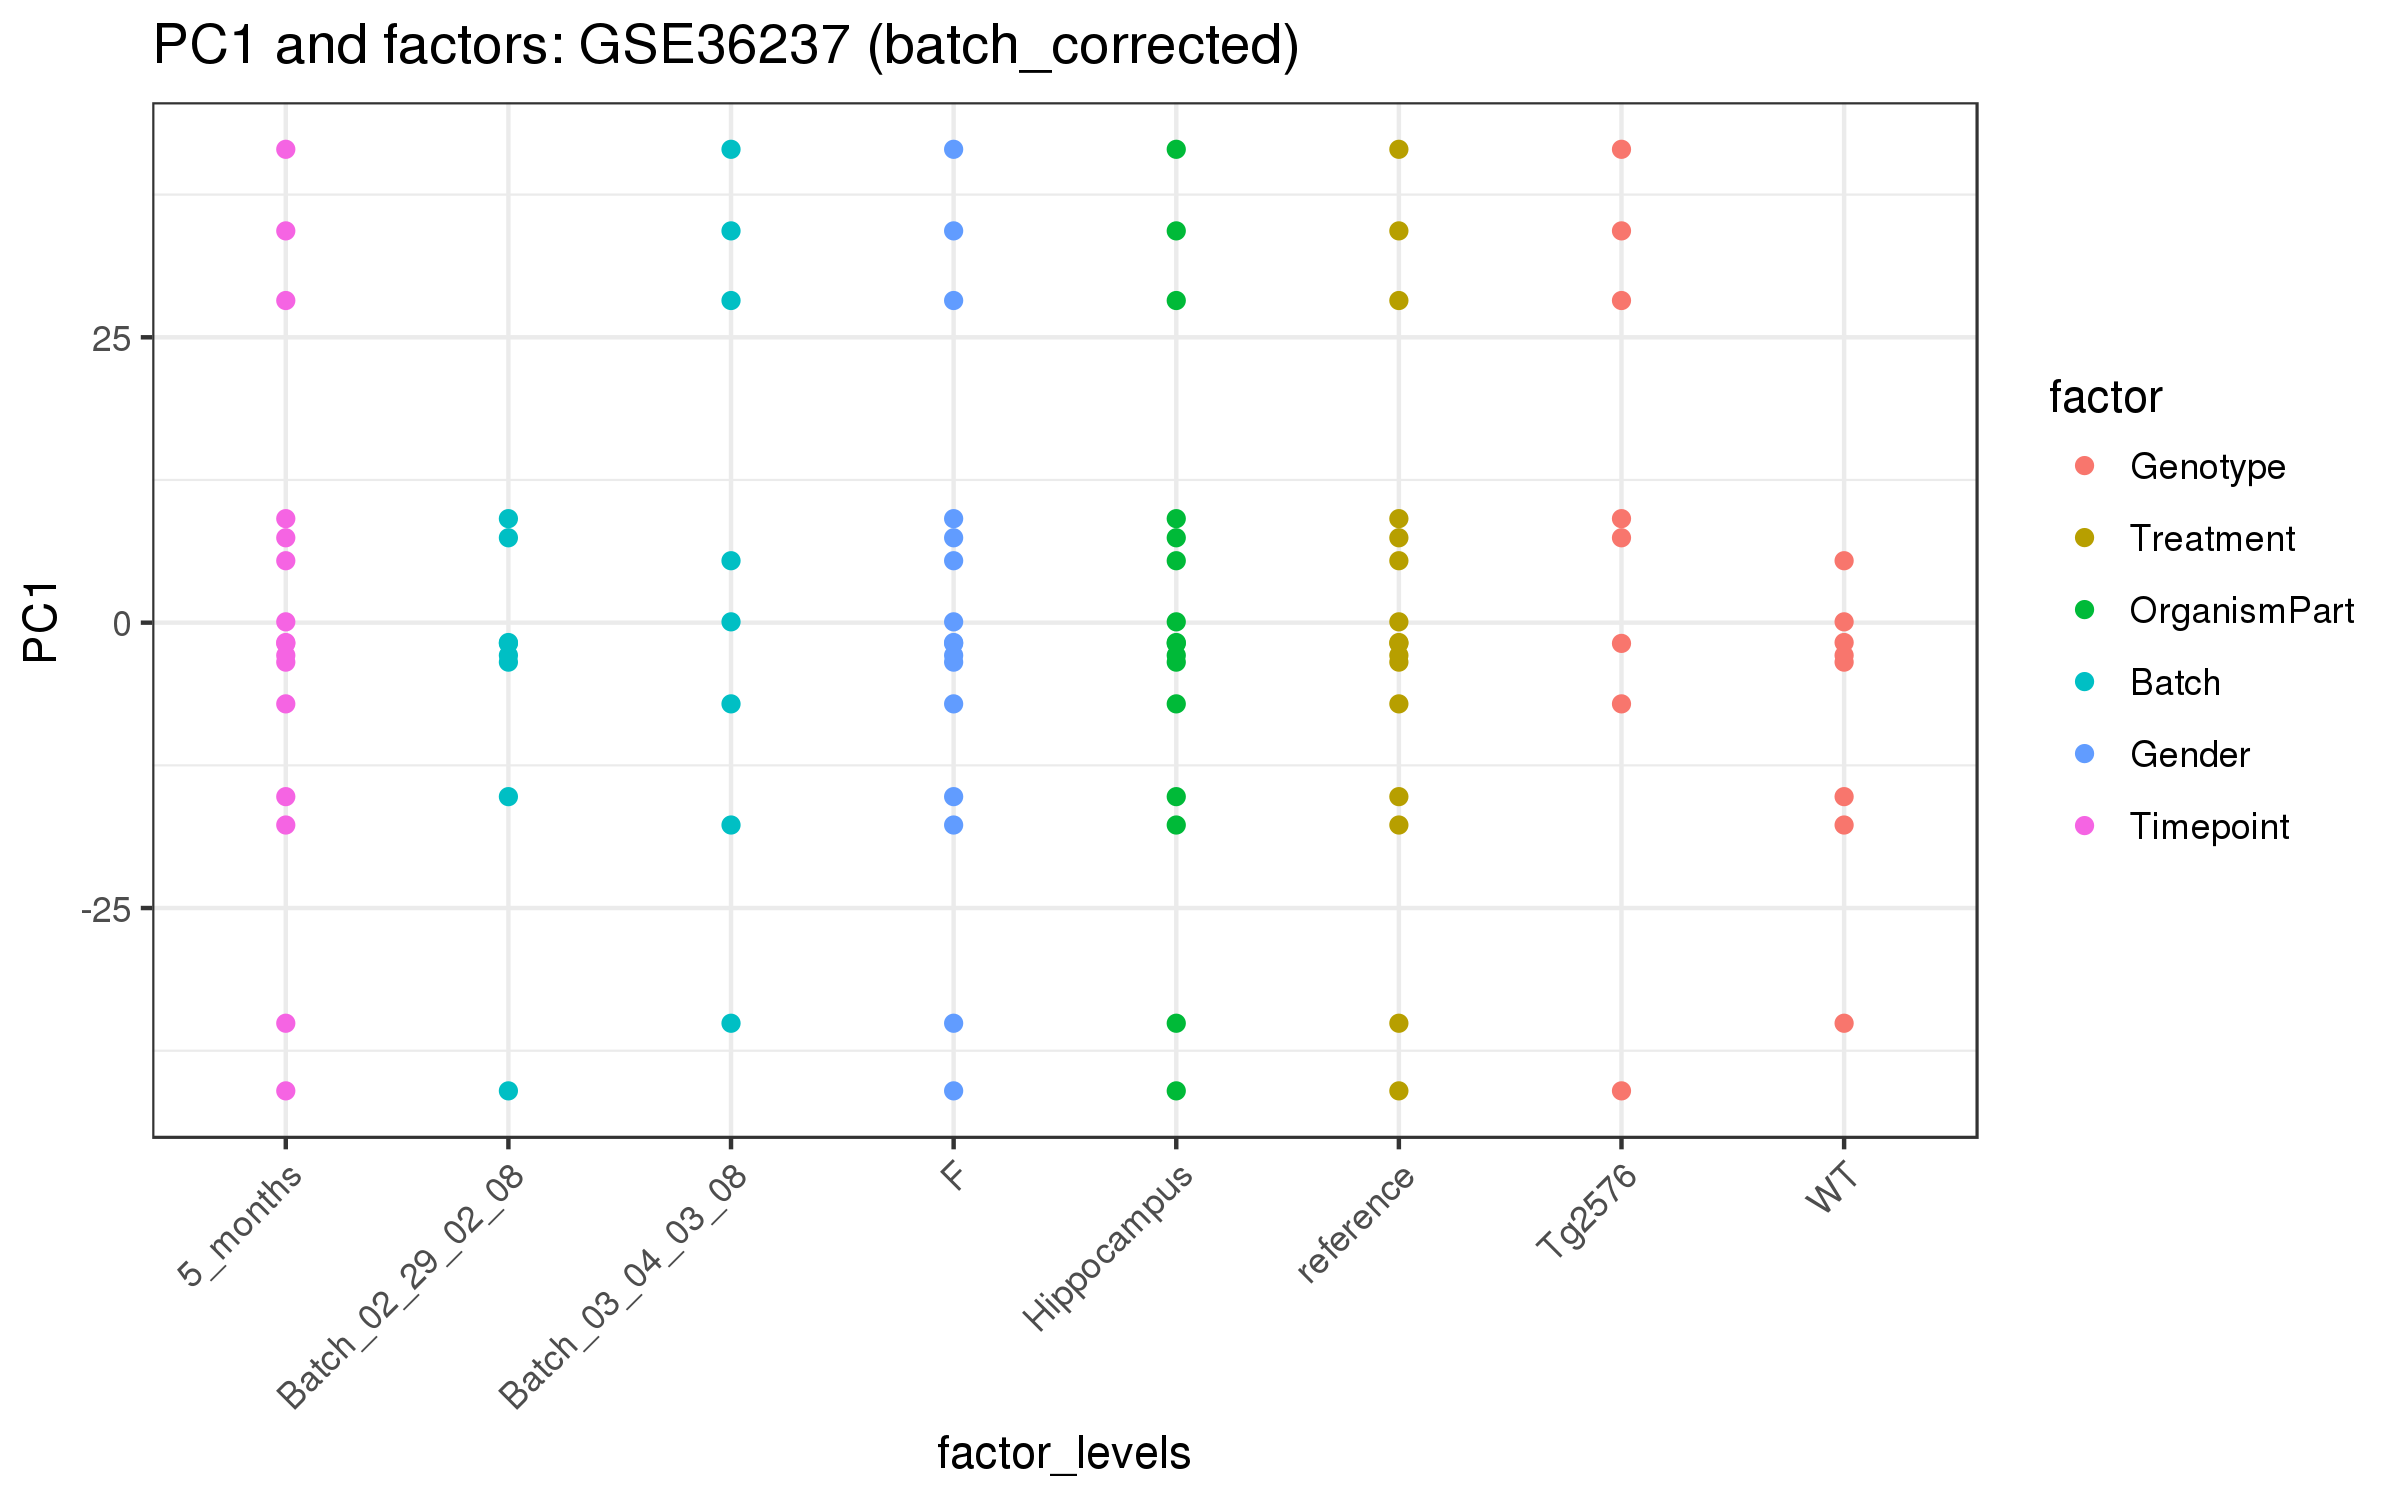 PC1 and factors: GSE36237 (batch_corrected)
PC1
25
0
-25
5_months
Batch_02_29_02_08
Batch_03_04_03_08
F
Hippocampus
reference
Tg2576
WT
factor_levels
factor
Genotype
Treatment
OrganismPart
Batch
Gender
Timepoint